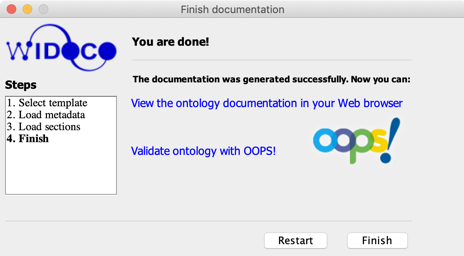 Finish documentation
WIDOCO
You are done!
The documentation was generated successfully. Now you can:
Steps
1. Select template
2. Load metadata
3. Load sections
4. Finish
View the ontology documentation in your Web browser
Validate ontology with OOPS!
oops!
Restart
Finish